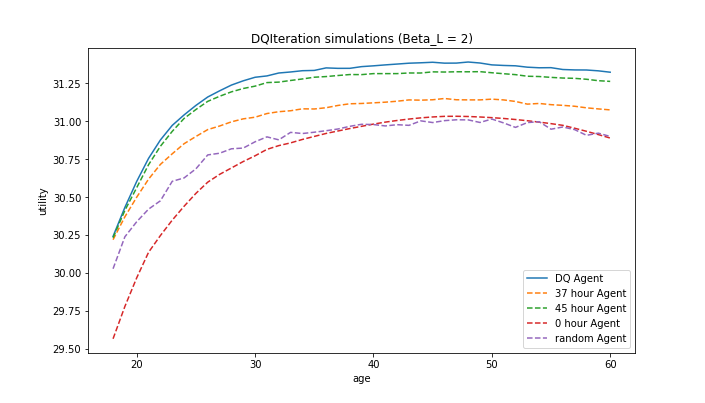 DQIteration simulations (Beta_L = 2)
31.25
31.00
30.75
30.50
30.25
30.00
29.75
29.50
utility
20
30
40
50
60
age
DQ Agent
37 hour Agent
45 hour Agent
0 hour Agent
random Agent